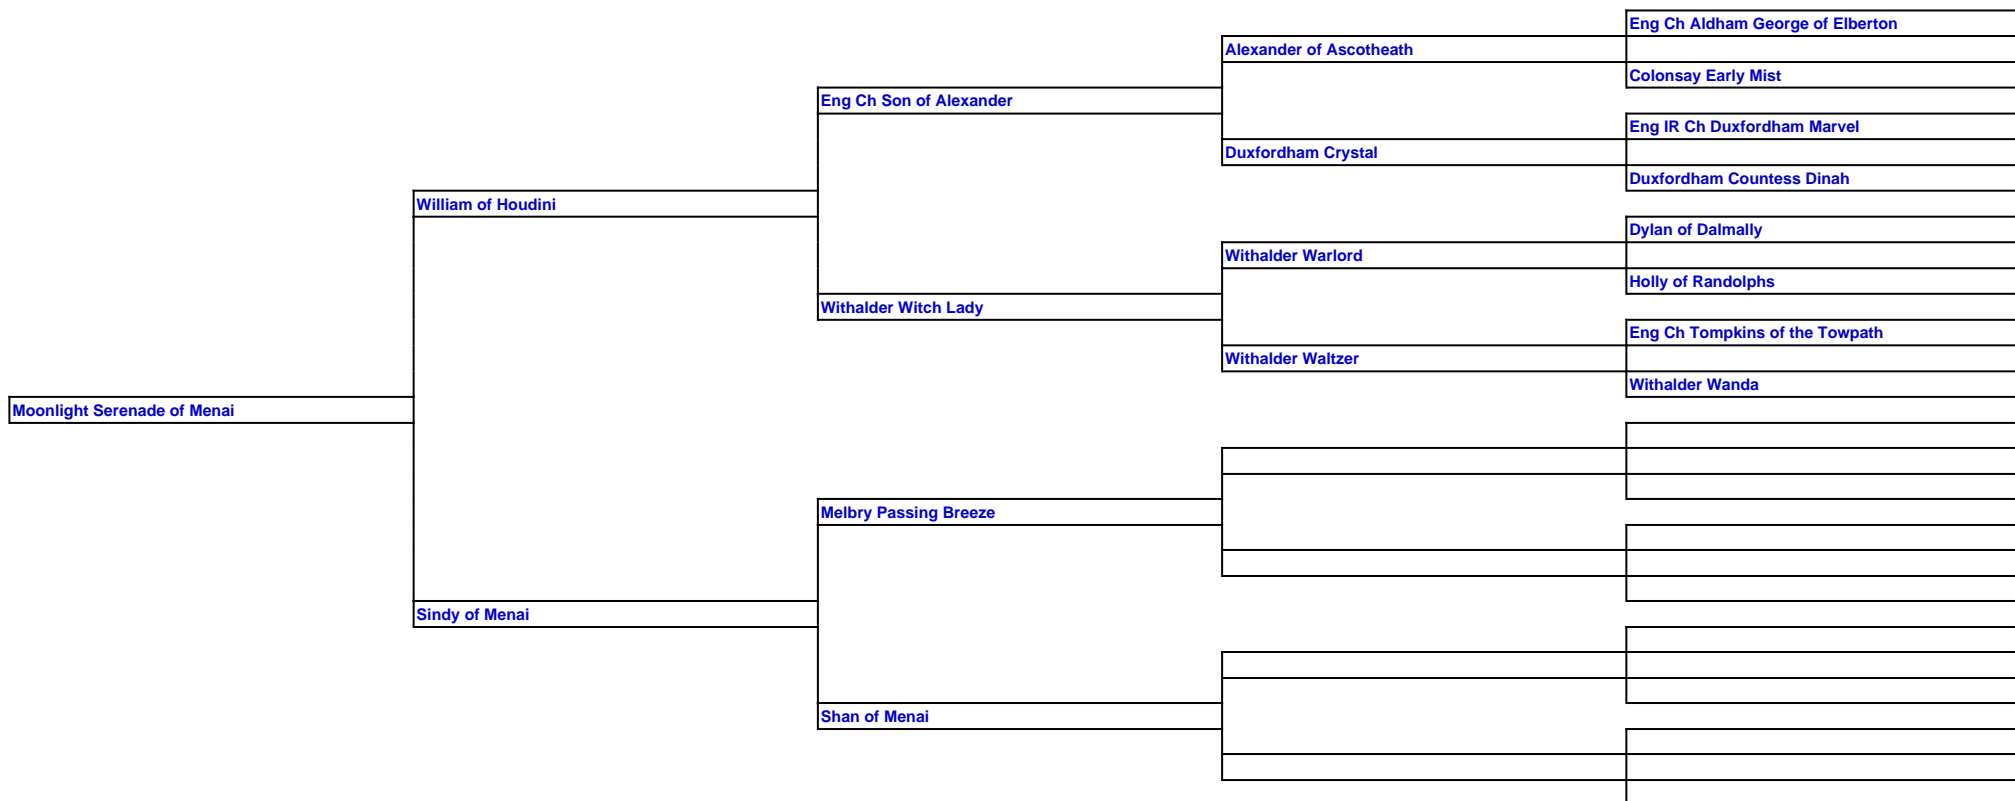 Eng Ch Aldham George of Elberton
Alexander of Ascotheath
Colonsay Early Mist
Eng Ch Son of Alexander
Eng IR Ch Duxfordham Marvel
Duxfordham Crystal
Duxfordham Countess Dinah
William of Houdini
Dylan of Dalmally
Withalder Warlord
Holly of Randolphs
Withalder Witch Lady
Eng Ch Tompkins of the Towpath
Withalder Waltzer
Withalder Wanda
Moonlight Serenade of Menai
Melbry Passing Breeze
Sindy of Menai
Shan of Menai